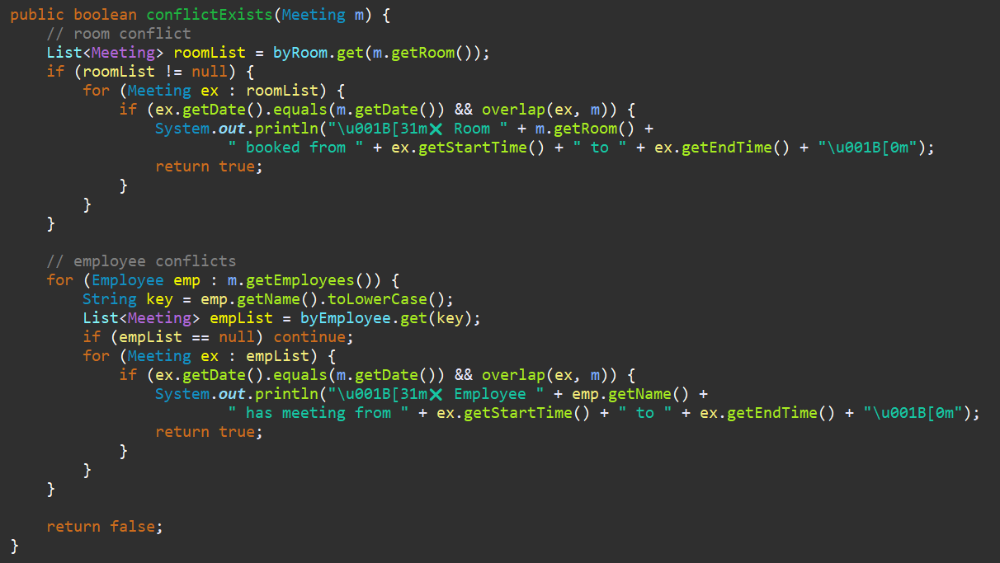 public boolean conflictExists(Meeting m) {
    // room conflict
    List<Meeting> roomList = byRoom.get(m.getRoom());
    if (roomList != null) {
        for (Meeting ex : roomList) {
            if (ex.getDate().equals(m.getDate()) && overlap(ex, m)) {
                System.out.println("\u001B[31m❌ Room " + m.getRoom() +
                        " booked from " + ex.getStartTime() + " to " + ex.getEndTime() + "\u001B[0m");
                return true;
            }
        }
    }

    // employee conflicts
    for (Employee emp : m.getEmployees()) {
        String key = emp.getName().toLowerCase();
        List<Meeting> empList = byEmployee.get(key);
        if (empList == null) continue;
        for (Meeting ex : empList) {
            if (ex.getDate().equals(m.getDate()) && overlap(ex, m)) {
                System.out.println("\u001B[31m❌ Employee " + emp.getName() +
                        " has meeting from " + ex.getStartTime() + " to " + ex.getEndTime() + "\u001B[0m");
                return true;
            }
        }
    }

    return false;
}